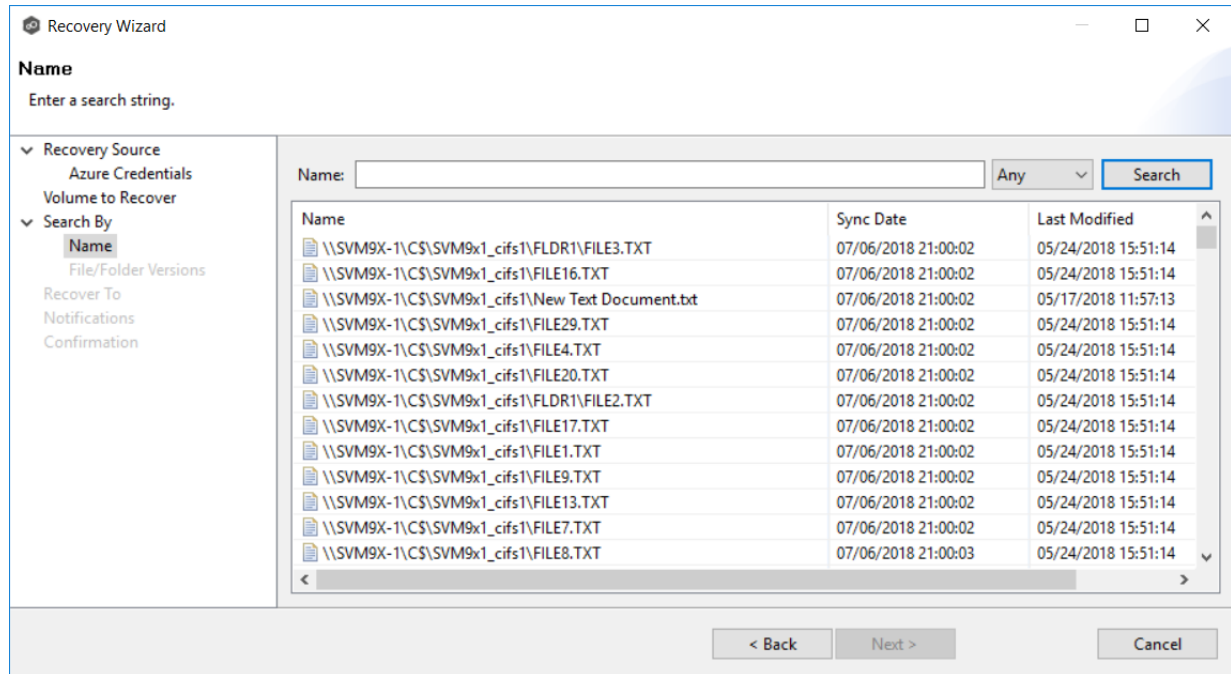 Recovery Wizard
Name
Enter a search string.
Recovery Source
Azure Credentials
Volume to Recover
Search By
Name
File/Folder Versions
Recover To
Notifications
Confirmation
Name: Any Search
Name Sync Date Last Modified
\\SVM9X-1\C$\SVM9x1_cifs1\FLDR1\FILE3.TXT 07/06/2018 21:00:02 05/24/2018 15:51:14
\\SVM9X-1\C$\SVM9x1_cifs1\FILE16.TXT 07/06/2018 21:00:02 05/24/2018 15:51:14
\\SVM9X-1\C$\SVM9x1_cifs1\New Text Document.txt 07/06/2018 21:00:02 05/17/2018 11:57:13
\\SVM9X-1\C$\SVM9x1_cifs1\FILE29.TXT 07/06/2018 21:00:02 05/24/2018 15:51:14
\\SVM9X-1\C$\SVM9x1_cifs1\FILE4.TXT 07/06/2018 21:00:02 05/24/2018 15:51:14
\\SVM9X-1\C$\SVM9x1_cifs1\FILE20.TXT 07/06/2018 21:00:02 05/24/2018 15:51:14
\\SVM9X-1\C$\SVM9x1_cifs1\FLDR1\FILE2.TXT 07/06/2018 21:00:02 05/24/2018 15:51:14
\\SVM9X-1\C$\SVM9x1_cifs1\FILE17.TXT 07/06/2018 21:00:02 05/24/2018 15:51:14
\\SVM9X-1\C$\SVM9x1_cifs1\FILE1.TXT 07/06/2018 21:00:02 05/24/2018 15:51:14
\\SVM9X-1\C$\SVM9x1_cifs1\FILE9.TXT 07/06/2018 21:00:02 05/24/2018 15:51:14
\\SVM9X-1\C$\SVM9x1_cifs1\FILE13.TXT 07/06/2018 21:00:02 05/24/2018 15:51:14
\\SVM9X-1\C$\SVM9x1_cifs1\FILE7.TXT 07/06/2018 21:00:02 05/24/2018 15:51:14
\\SVM9X-1\C$\SVM9x1_cifs1\FILE8.TXT 07/06/2018 21:00:03 05/24/2018 15:51:14
< Back Next > Cancel